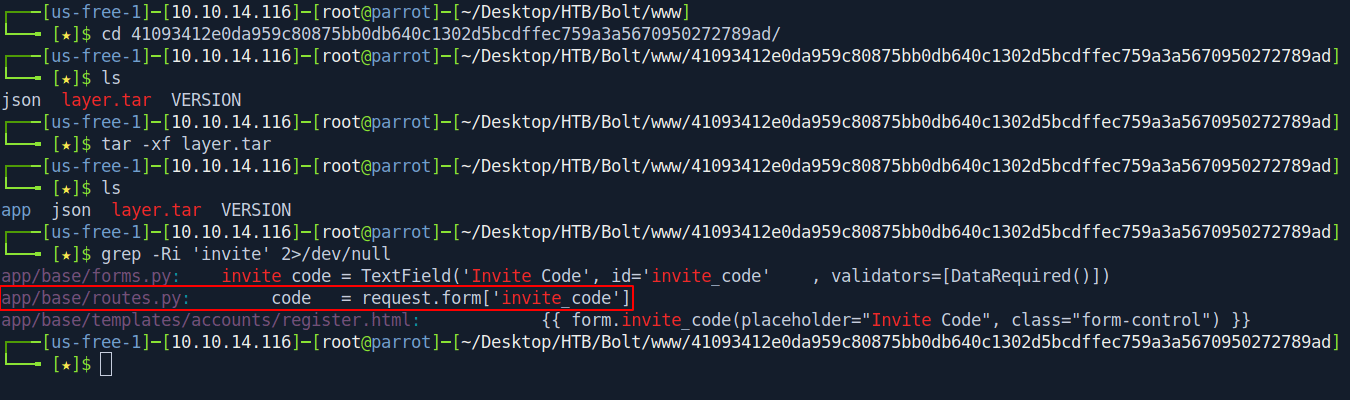 ┌──[us-free-1]─[10.10.14.116]─[root@parrot]─[~/Desktop/HTB/Bolt/www]
└──╼ [★]$ cd 41093412e0da959c80875bb0db640c1302d5bcdffec759a3a5670950272789ad/
┌──[us-free-1]─[10.10.14.116]─[root@parrot]─[~/Desktop/HTB/Bolt/www/41093412e0da959c80875bb0db640c1302d5bcdffec759a3a5670950272789ad]
└──╼ [★]$ ls
json  layer.tar  VERSION
┌──[us-free-1]─[10.10.14.116]─[root@parrot]─[~/Desktop/HTB/Bolt/www/41093412e0da959c80875bb0db640c1302d5bcdffec759a3a5670950272789ad]
└──╼ [★]$ tar -xf layer.tar
┌──[us-free-1]─[10.10.14.116]─[root@parrot]─[~/Desktop/HTB/Bolt/www/41093412e0da959c80875bb0db640c1302d5bcdffec759a3a5670950272789ad]
└──╼ [★]$ ls
app  json  layer.tar  VERSION
┌──[us-free-1]─[10.10.14.116]─[root@parrot]─[~/Desktop/HTB/Bolt/www/41093412e0da959c80875bb0db640c1302d5bcdffec759a3a5670950272789ad]
└──╼ [★]$ grep -Ri 'invite' 2>/dev/null
app/base/forms.py:    invite_code = TextField('Invite Code', id='invite_code'    , validators=[DataRequired()])
app/base/routes.py:        code   = request.form['invite_code']
app/base/templates/accounts/register.html:            {{ form.invite_code(placeholder="Invite Code", class="form-control") }}
┌──[us-free-1]─[10.10.14.116]─[root@parrot]─[~/Desktop/HTB/Bolt/www/41093412e0da959c80875bb0db640c1302d5bcdffec759a3a5670950272789ad]
└──╼ [★]$